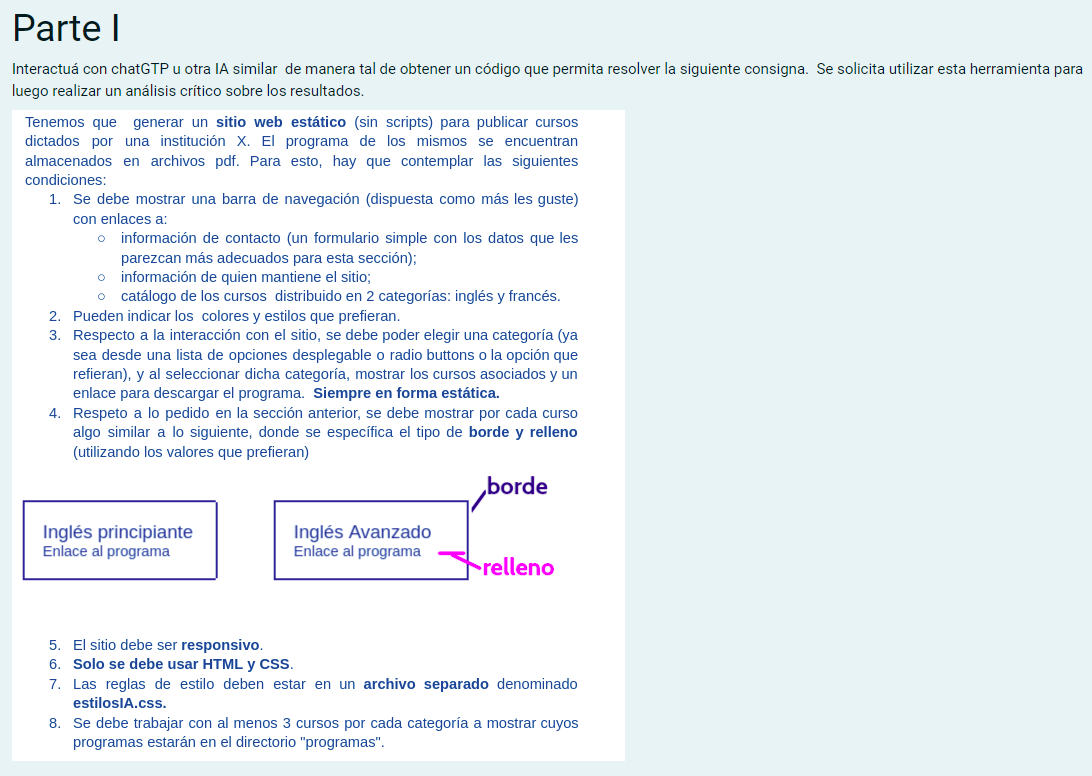 Parte I
Interactuá con chatGTP u otra IA similar de manera tal de obtener un código que permita resolver la siguiente consigna. Se solicita utilizar esta herramienta para
luego realizar un análisis crítico sobre los resultados.
Tenemos que generar un sitio web estático (sin scripts) para publicar cursos
dictados por una institución X. El programa de los mismos se encuentran
almacenados en archivos pdf. Para esto, hay que contemplar las siguientes
condiciones:
1. Se debe mostrar una barra de navegación (dispuesta como más les guste)
con enlaces a:
○ información de contacto (un formulario simple con los datos que les
parezcan más adecuados para esta sección);
○ información de quien mantiene el sitio;
○ catálogo de los cursos distribuido en 2 categorías: inglés y francés.
2. Pueden indicar los colores y estilos que prefieran.
3. Respecto a la interacción con el sitio, se debe poder elegir una categoría (ya
sea desde una lista de opciones desplegable o radio buttons o la opción que
refieran), y al seleccionar dicha categoría, mostrar los cursos asociados y un
enlace para descargar el programa. Siempre en forma estática.
4. Respeto a lo pedido en la sección anterior, se debe mostrar por cada curso
algo similar a lo siguiente, donde se específica el tipo de borde y relleno
(utilizando los valores que prefieran)
borde
Inglés principiante
Enlace al programa
Inglés Avanzado
Enlace al programa
relleno
5. El sitio debe ser responsivo.
6. Solo se debe usar HTML y CSS.
7. Las reglas de estilo deben estar en un archivo separado denominado
estilosIA.css.
8. Se debe trabajar con al menos 3 cursos por cada categoría a mostrar cuyos
programas estarán en el directorio "programas".